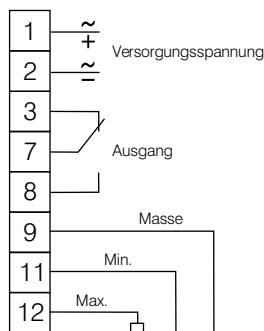 1 ~ +
Versorgungsspannung
2 ~ −
3
7
Ausgang
8
Masse
9
Min.
11
Max.
12